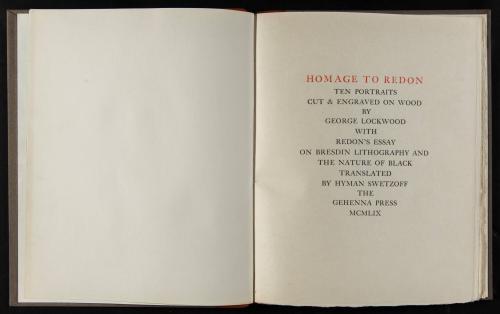 HOMAGE TO REDON
TEN PORTRAITS
CUT & ENGRAVED ON WOOD
BY
GEORGE LOCKWOOD
WITH
REDON'S ESSAY
ON BRESDIN LITHOGRAPHY AND
THE NATURE OF BLACK
TRANSLATED
BY HYMAN SWETZOFF
THE
GEHENNA PRESS
MCMLIX